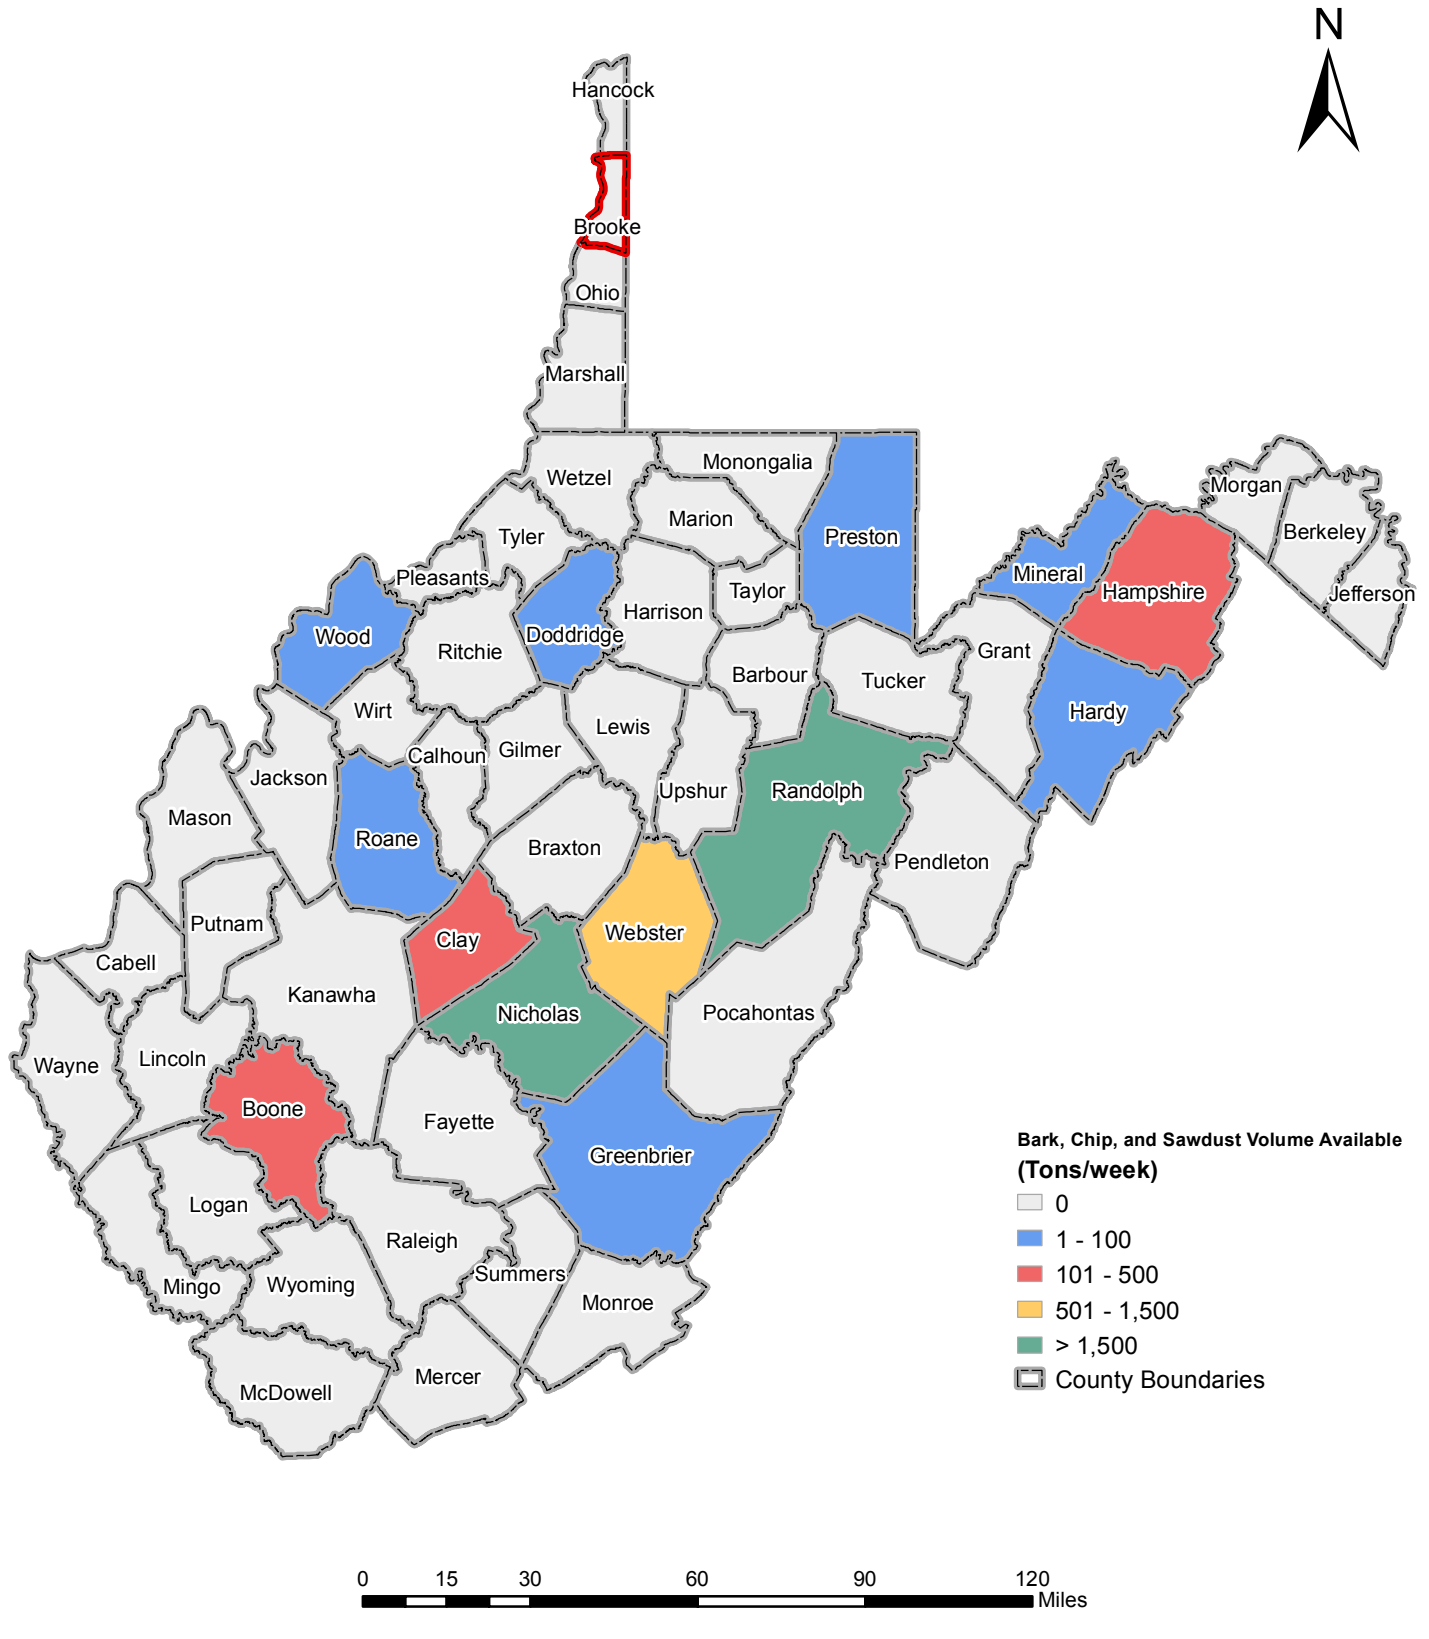 N
Hancock
Brooke
Ohio
Marshall
Wetzel
Monongalia
Marion
Preston
Morgan
Berkeley
Jefferson
Tyler
Pleasants
Taylor
Mineral
Hampshire
Wood
Doddridge
Harrison
Ritchie
Grant
Barbour
Tucker
Wirt
Hardy
Lewis
Calhoun
Gilmer
Jackson
Upshur
Randolph
Mason
Roane
Braxton
Pendleton
Putnam
Clay
Webster
Cabell
Kanawha
Nicholas
Pocahontas
Wayne
Lincoln
Boone
Fayette
Greenbrier
Logan
Raleigh
Summers
Mingo
Wyoming
Monroe
Mercer
McDowell
Bark, Chip, and Sawdust Volume Available
(Tons/week)
0
1 - 100
101 - 500
501 - 1,500
> 1,500
County Boundaries
0 15 30 60 90 120
Miles